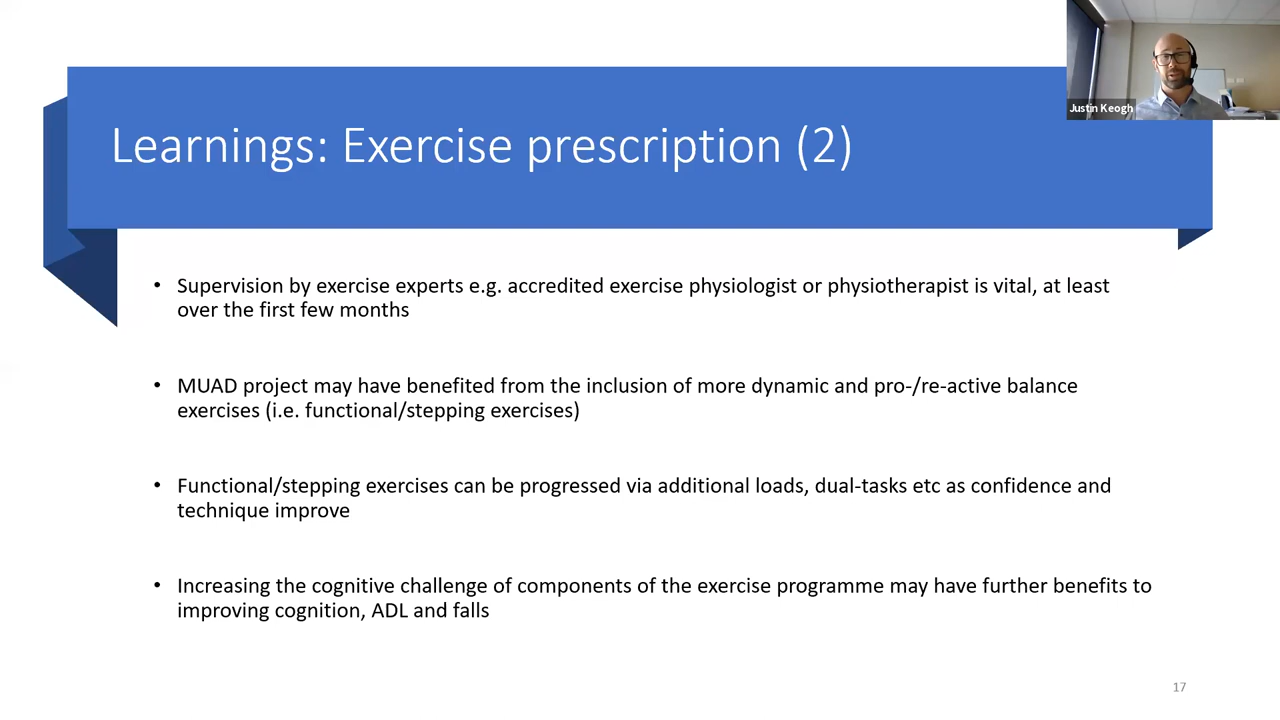 Justin Keogh
Learnings: Exercise prescription (2)
• Supervision by exercise experts e.g. accredited exercise physiologist or physiotherapist is vital, at least
over the first few months
• MUAD project may have benefited from the inclusion of more dynamic and pro-/re-active balance
exercises (i.e. functional/stepping exercises)
• Functional/stepping exercises can be progressed via additional loads, dual-tasks etc as confidence and
technique improve
• Increasing the cognitive challenge of components of the exercise programme may have further benefits to
improving cognition, ADL and falls
17